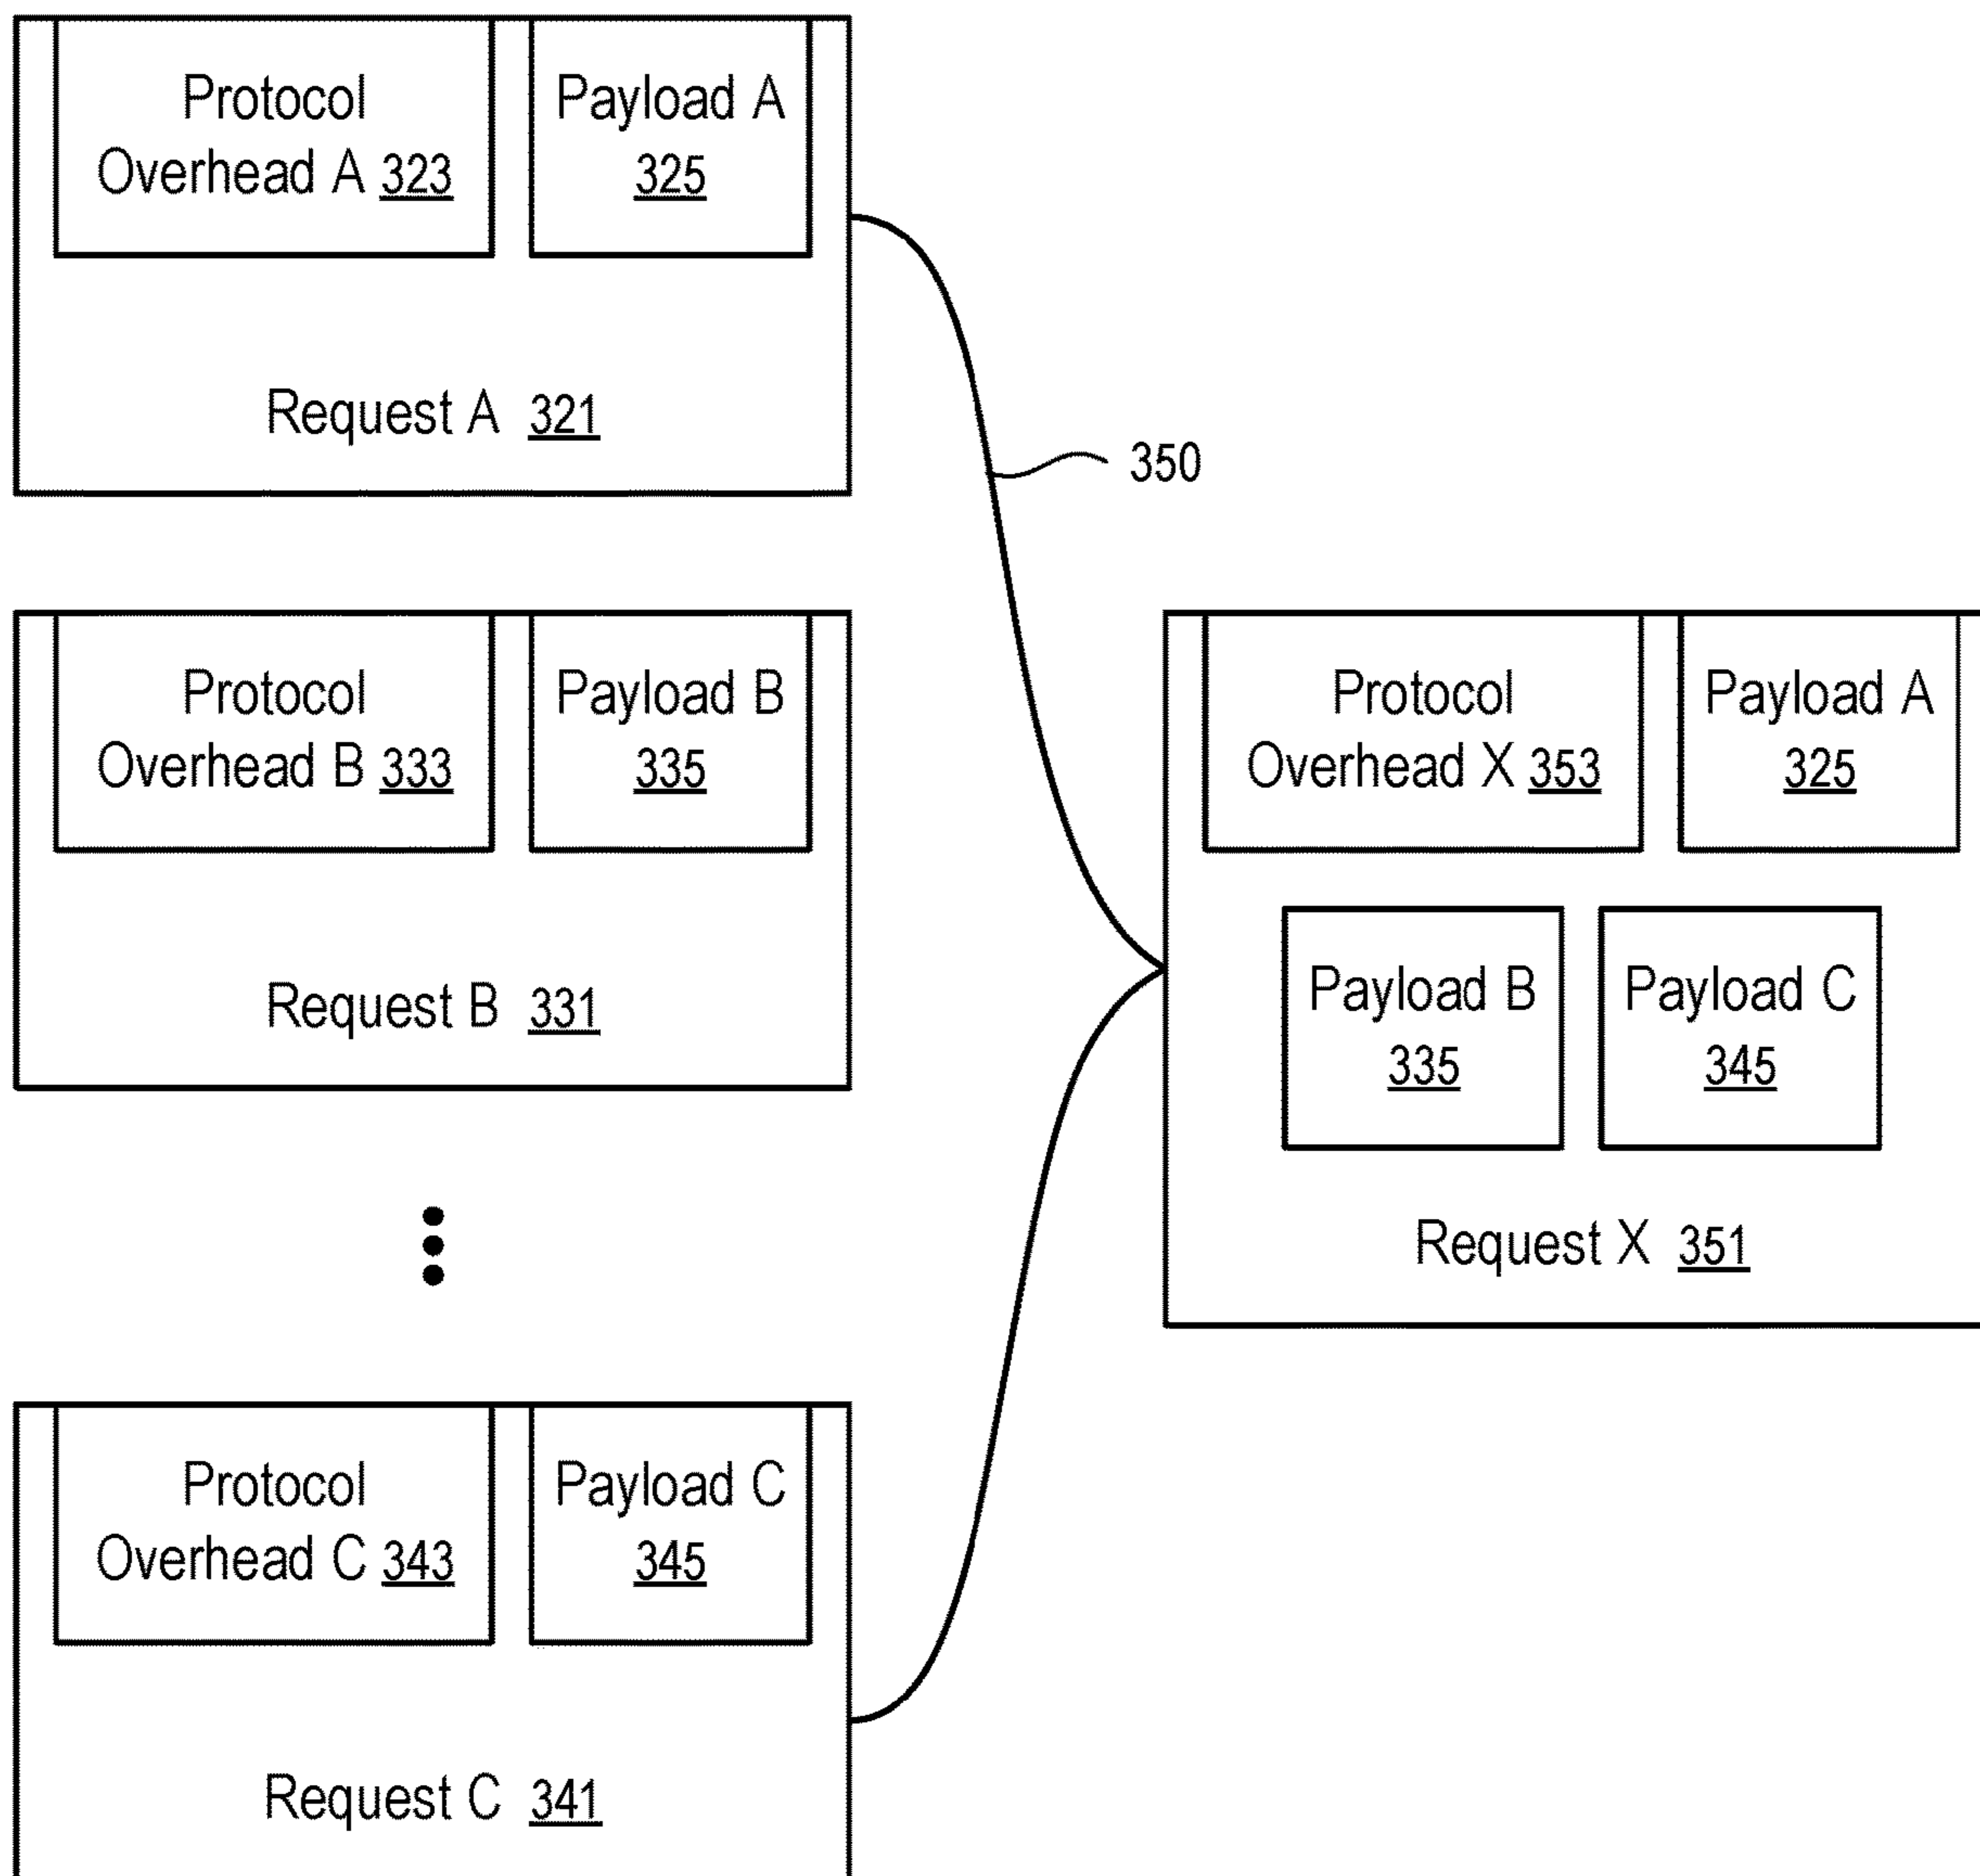 Protocol
Overhead A 323
Payload A
325
Request A 321
350
Protocol
Overhead B 333
Payload B
335
Request B 331
Protocol
Overhead X 353
Payload A
325
Payload B
335
Payload C
345
Request X 351
Protocol
Overhead C 343
Payload C
345
Request C 341